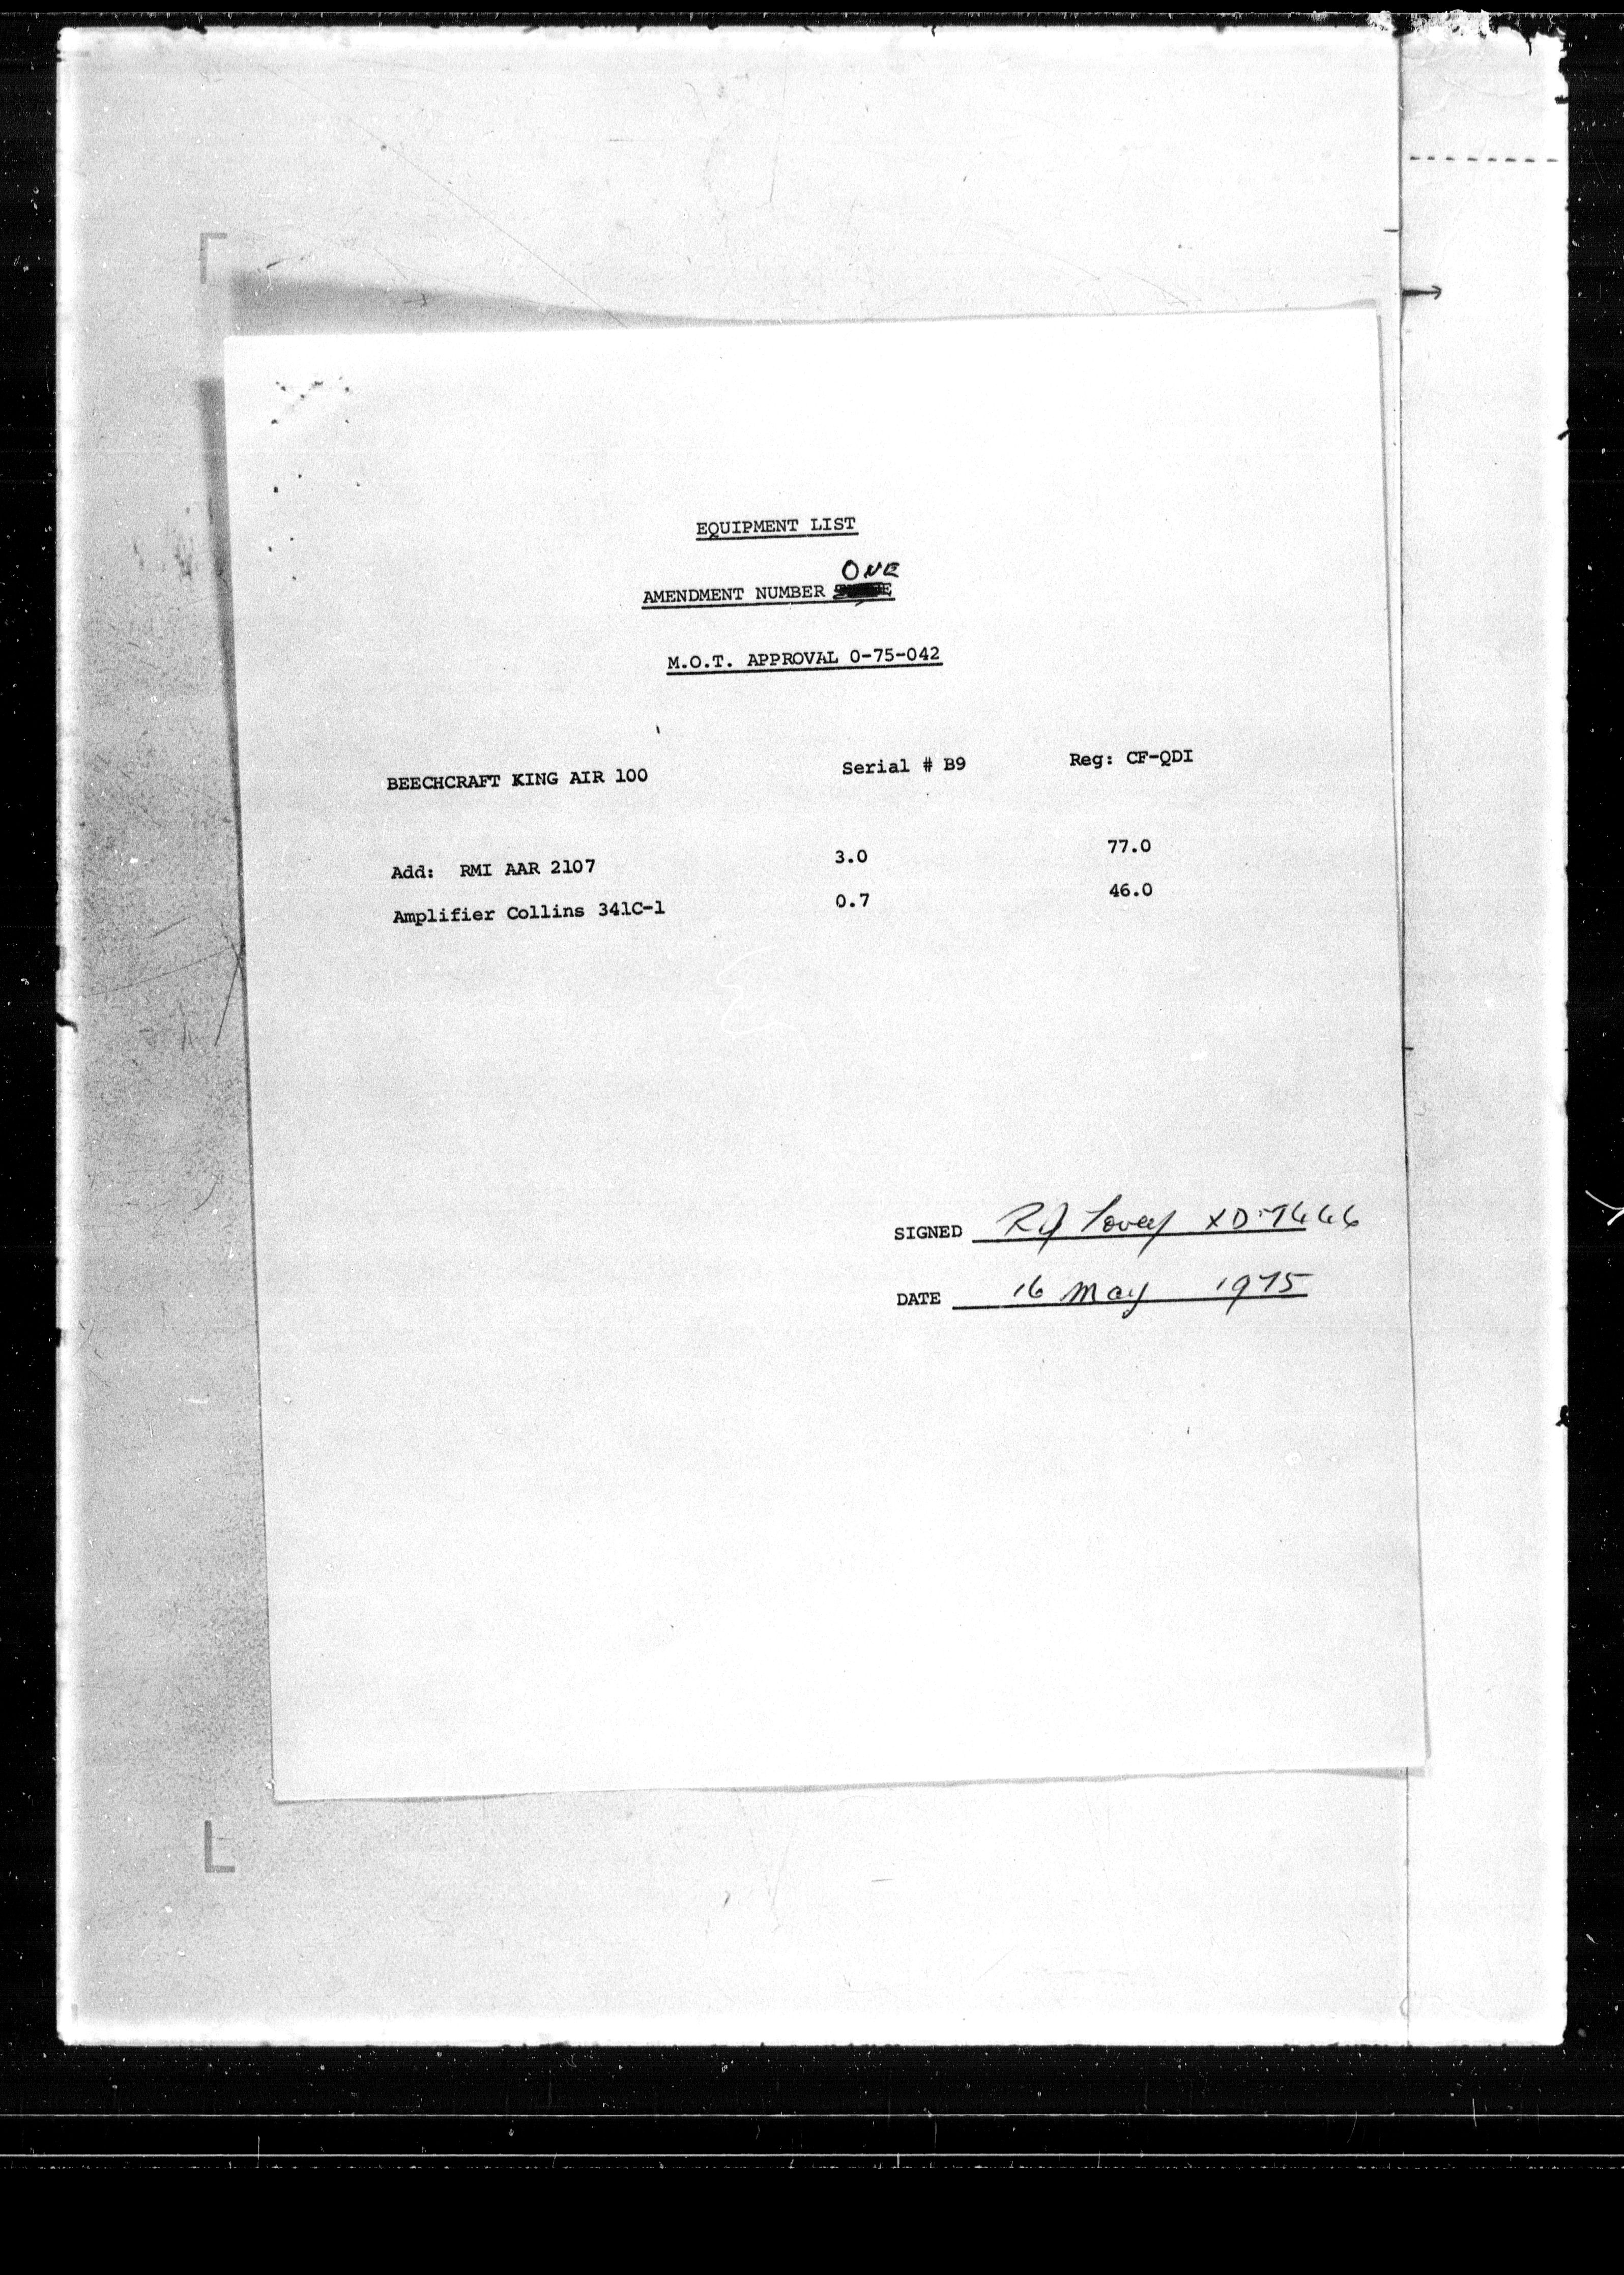 EQUIPMENT LIST
ONE
AMENDMENT NUMBER
M.O.T. APPROVAL 0-75-042
BEECHCRAFT KING AIR 100 Serial # B9 Reg: CF-QDI
Add: RMI AAR 2107 3.0 77.0
Amplifier Collins 341C-1 0.7 46.0
SIGNED
DATE 16 May 1975